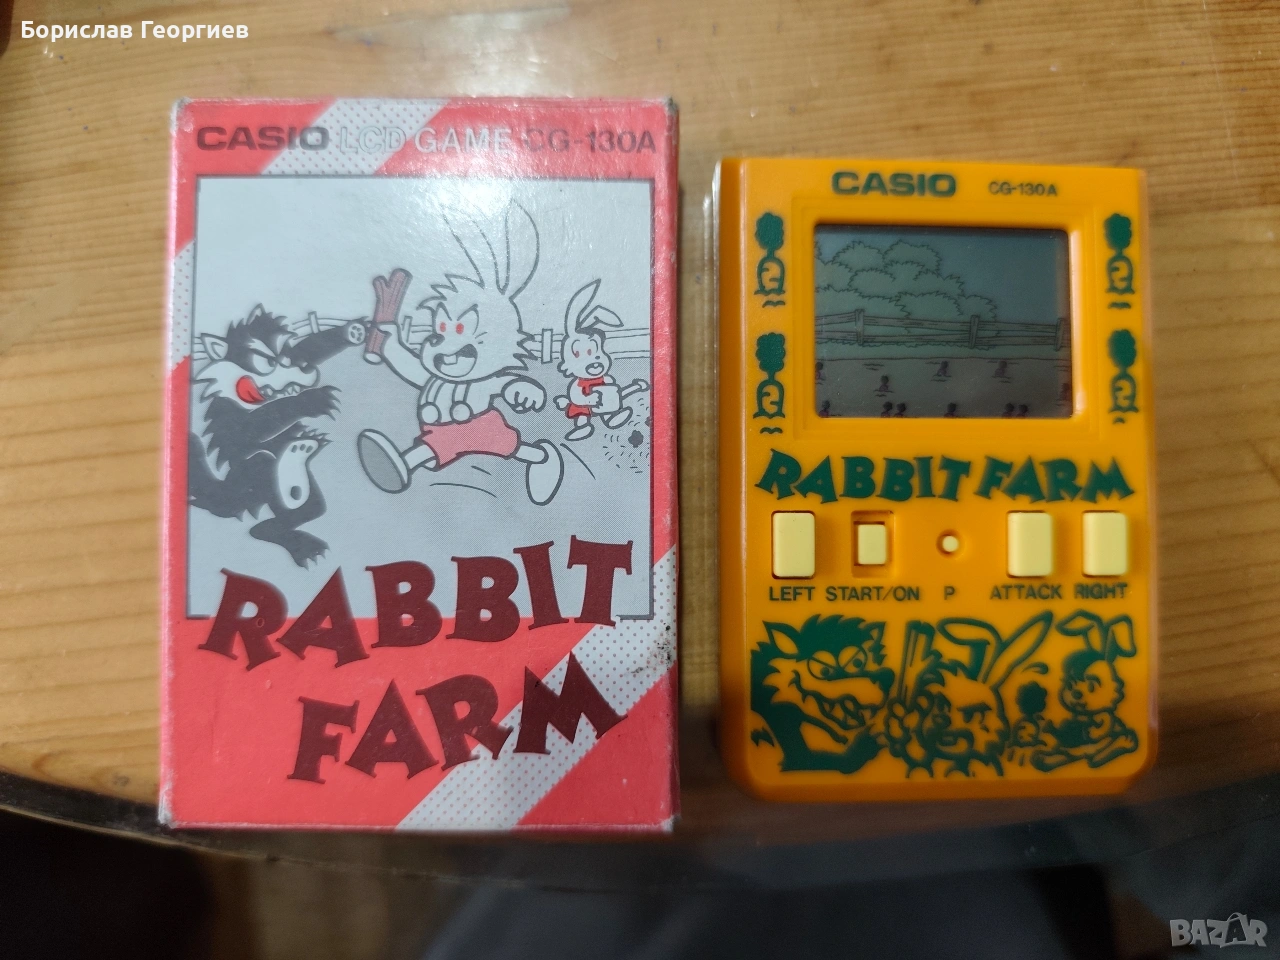 Борислав Георгиев
CASIO LCD GAME CG-130A
RABBIT
FARM
CASIO CG-130A
RABBIT FARM
LEFT START/ON P ATTACK RIGHT
BAZAR